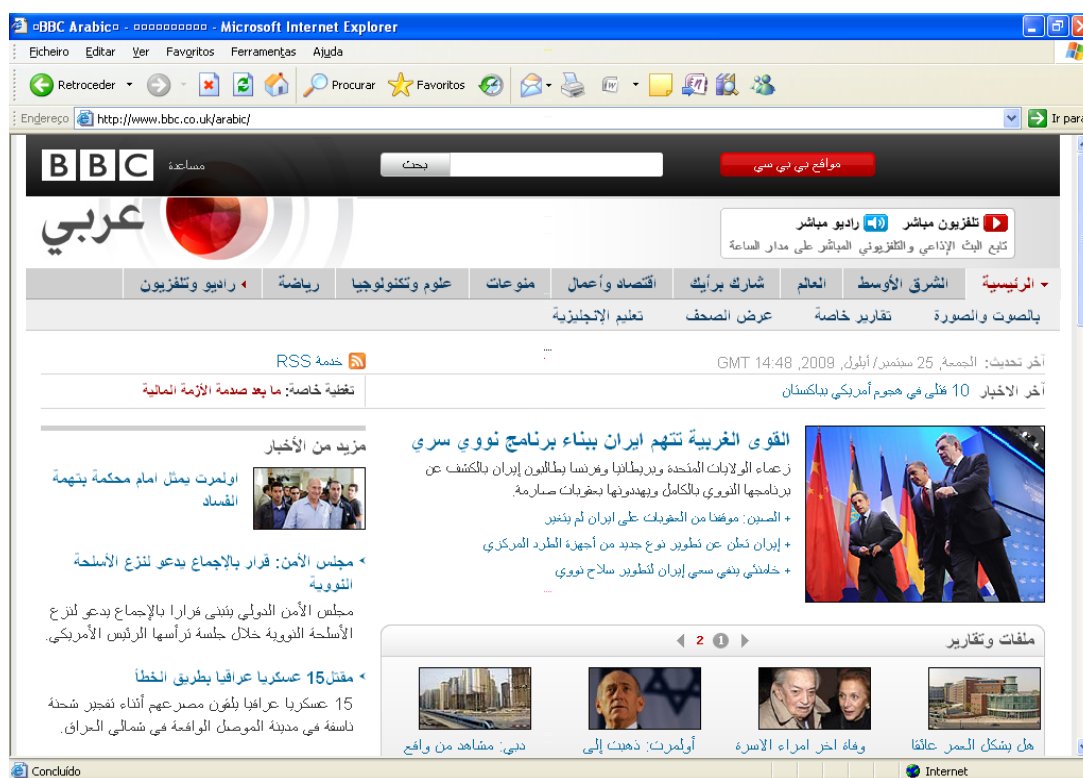 BBC Arabic - - Microsoft Internet Explorer
Ficheiro Editar Ver Favoritos Ferramentas Ajuda
Retroceder Procurar Favoritos
Endereço http://www.bbc.co.uk/arabic/ Ir para
BBC مساعدة بحث مواقع بي بي سي
عربي
تلفزيون مباشر راديو مباشر
تابع البث الإذاعي والتلفزيوني المباشر على مدار الساعة
الرئيسية الشرق الأوسط العالم شارك برأيك اقتصاد وأعمال منوعات علوم وتكنولوجيا رياضة راديو وتلفزيون
بالصوت والصورة تقارير خاصة عرض الصحف تعليم الإنجليزية
آخر تحديث: الجمعة, 25 سبتمبر/ أيلول, 2009, 14:48 GMT
خدمة RSS
آخر الاخبار 10 قتلى في هجوم أمريكي بباكستان
تغطية خاصة: ما بعد صدمة الأزمة المالية
القوى الغربية تتهم ايران ببناء برنامج نووي سري
زعماء الولايات المتحدة وبريطانيا وفرنسا يطالبون إيران بالكشف عن
برنامجها النووي بالكامل ويهددونها بعقوبات صارمة.
+ الصين: موقفنا من العقوبات على ايران لم يتغير
+ إيران تعلن عن تطوير نوع جديد من أجهزة الطرد المركزي
+ خامنئي ينفي سعي إيران لتطوير سلاح نووي
مزيد من الأخبار
اولمرت يمثل امام محكمة بتهمة
الفساد
مجلس الأمن: قرار بالإجماع يدعو لنزع الأسلحة
النووية
مجلس الأمن الدولي يتبنى قرارا بالإجماع يدعو لنزع
الأسلحة النووية خلال جلسة ترأسها الرئيس الأمريكي.
مقتل15 عسكريا عراقيا بطريق الخطأ
15 عسكريا عراقيا يلقون مصرعهم أثناء تفجير شحنة
ناسفة في مدينة الموصل الواقعة في شمالي العراق.
ملفات وتقارير
1 2
هل يشكل العمر عائقا
وفاة اخر امراء الاسرة
أولمرت: ذهبت إلى
دبي: مشاهد من واقع
Concluído Internet